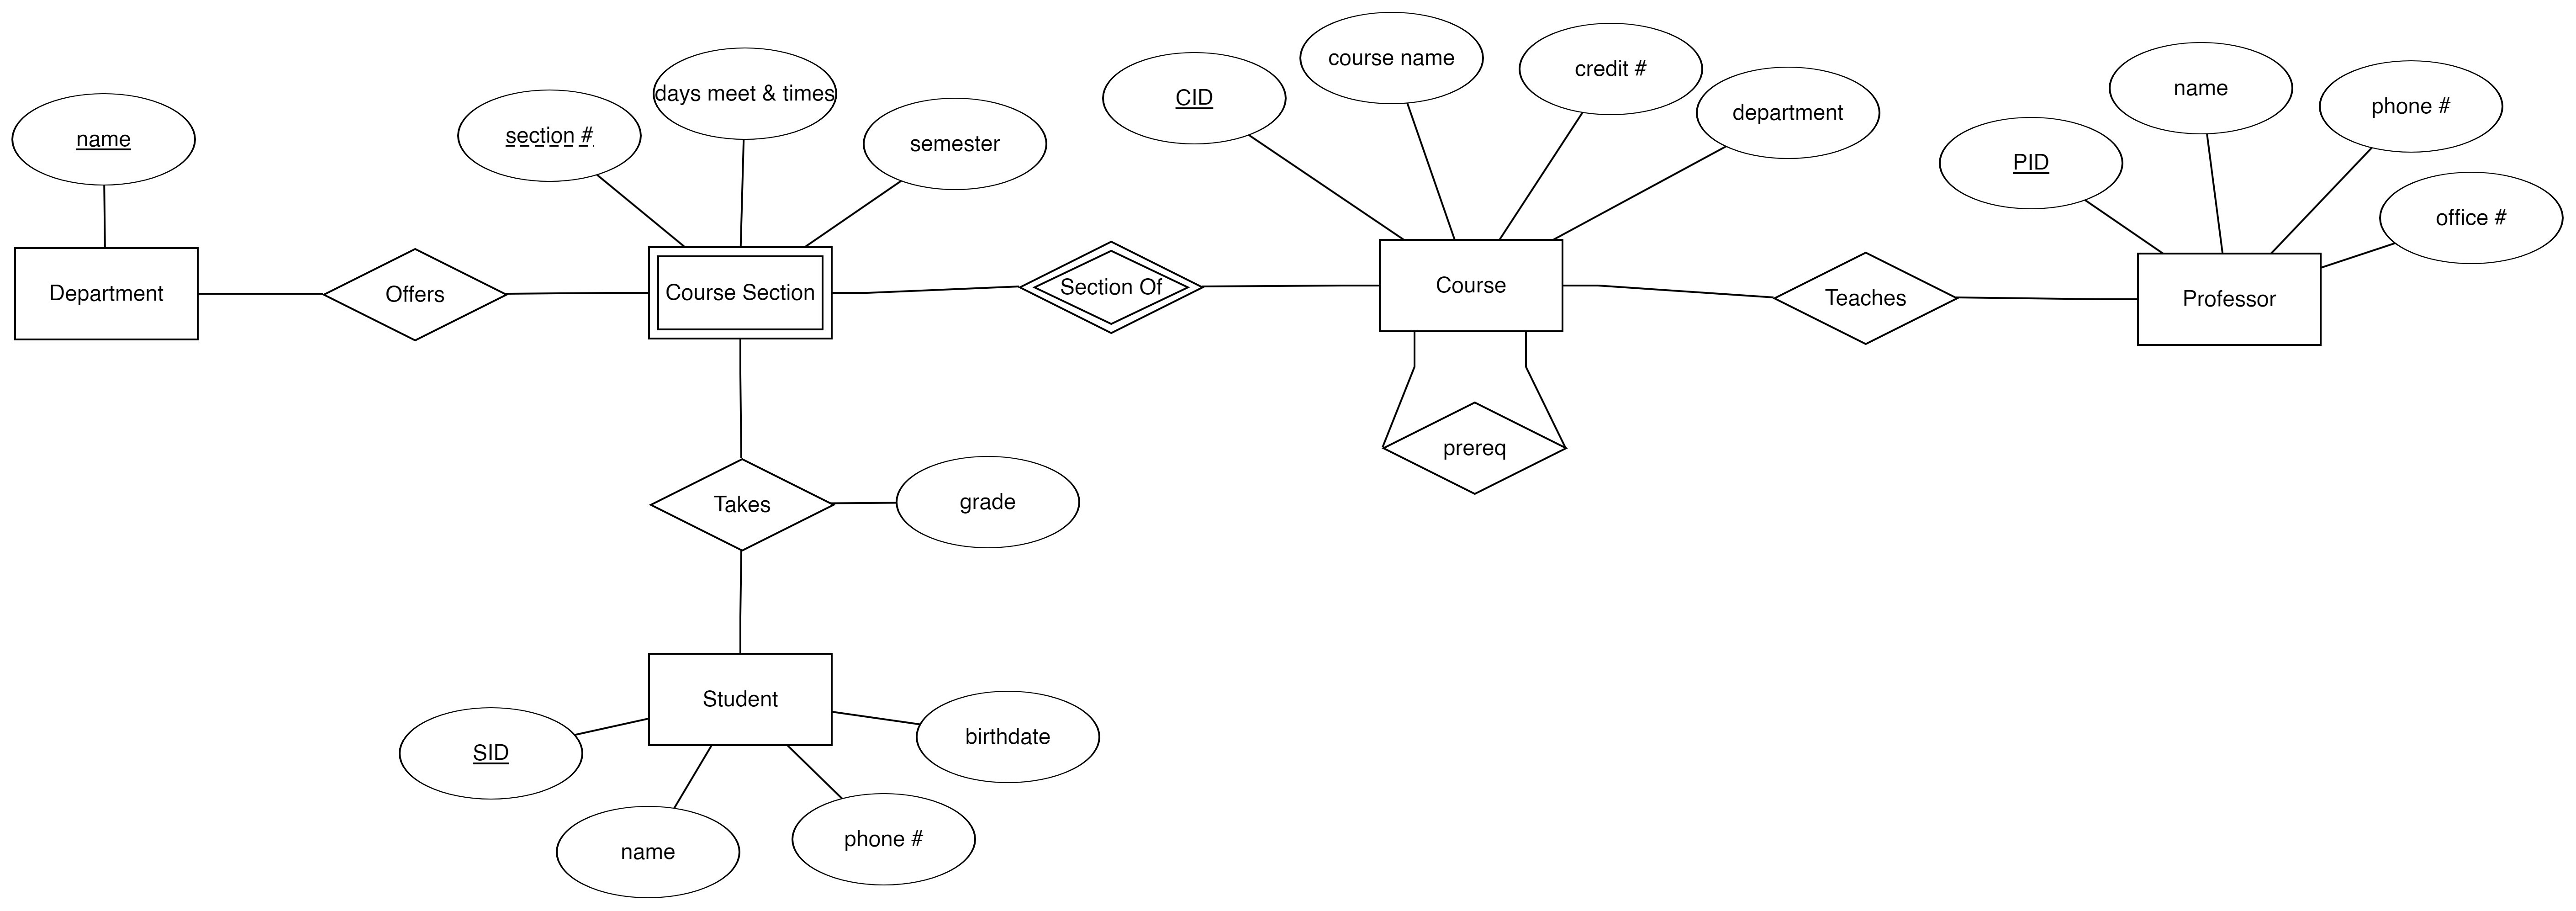 name
section #
days meet & times
semester
CID
course name
credit #
department
PID
name
phone #
office #
Department
Offers
Course Section
Section Of
Course
Teaches
Professor
prereq
Takes
grade
Student
SID
birthdate
name
phone #